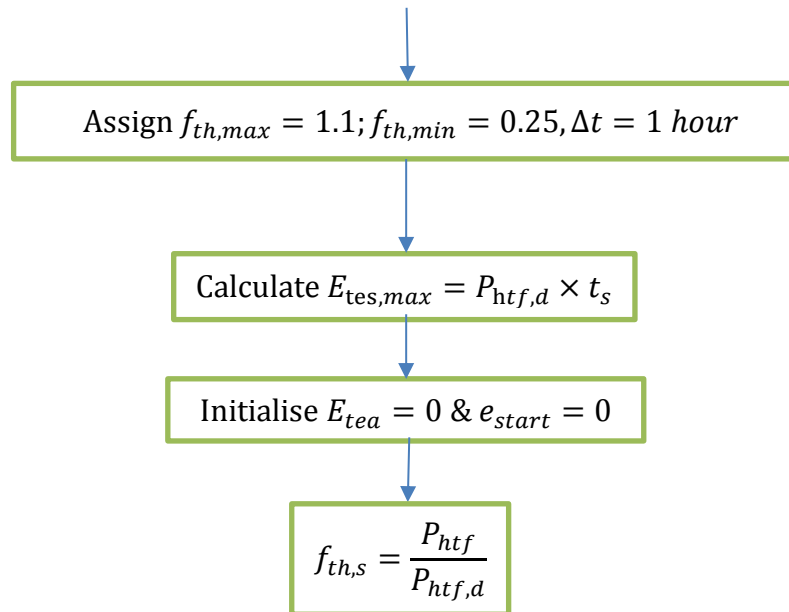 Assign f_{th,max} = 1.1; f_{th,min} = 0.25, Δt = 1 hour
Calculate E_{tes,max} = P_{htf,d} × t_s
Initialise E_{tea} = 0 & e_{start} = 0
f_{th,s} = \frac{P_{htf}}{P_{htf,d}}